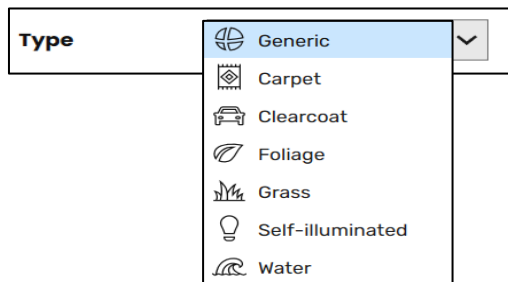 Type
Generic
Carpet
Clearcoat
Foliage
Grass
Self-illuminated
Water